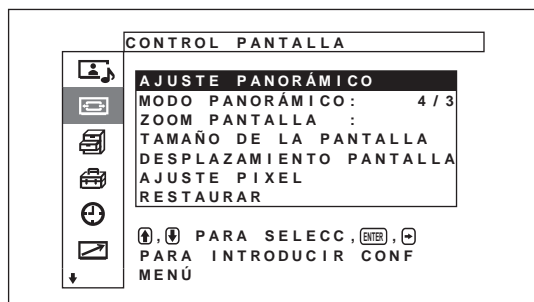 CONTROL PANTALLA
AJUSTE PANORÁMICO
MODO PANORÁMICO: 4/3
ZOOM PANTALLA :
TAMAÑO DE LA PANTALLA
DESPLAZAMIENTO PANTALLA
AJUSTE PIXEL
RESTAURAR
, PARA SELECC, ENTER ,
PARA INTRODUCIR CONF
MENÚ